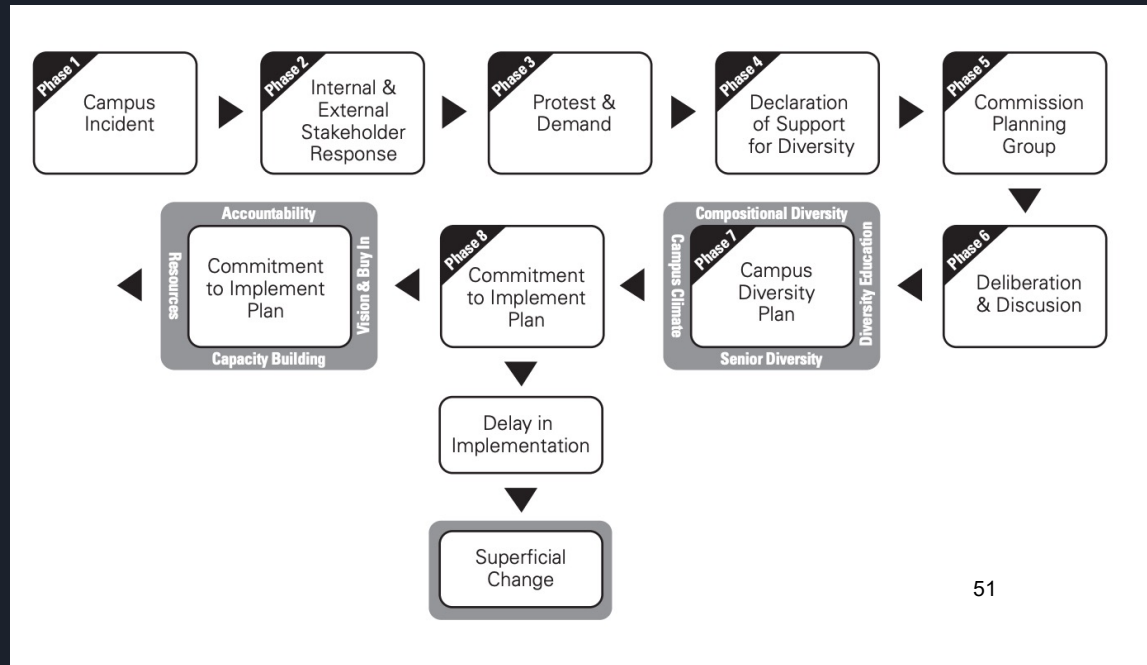 Phase 1
Campus
Incident
Phase 2
Internal &
External
Stakeholder
Response
Phase 3
Protest &
Demand
Phase 4
Declaration
of Support
for Diversity
Phase 5
Commission
Planning
Group
Phase 6
Deliberation
& Discusion
Compositional Diversity
Campus Climate
Phase 7
Campus
Diversity
Plan
Diversity Education
Senior Diversity
Phase 8
Commitment
to Implement
Plan
Accountability
Resources
Commitment
to Implement
Plan
Vision & Buy In
Capacity Building
Delay in
Implementation
Superficial
Change
51